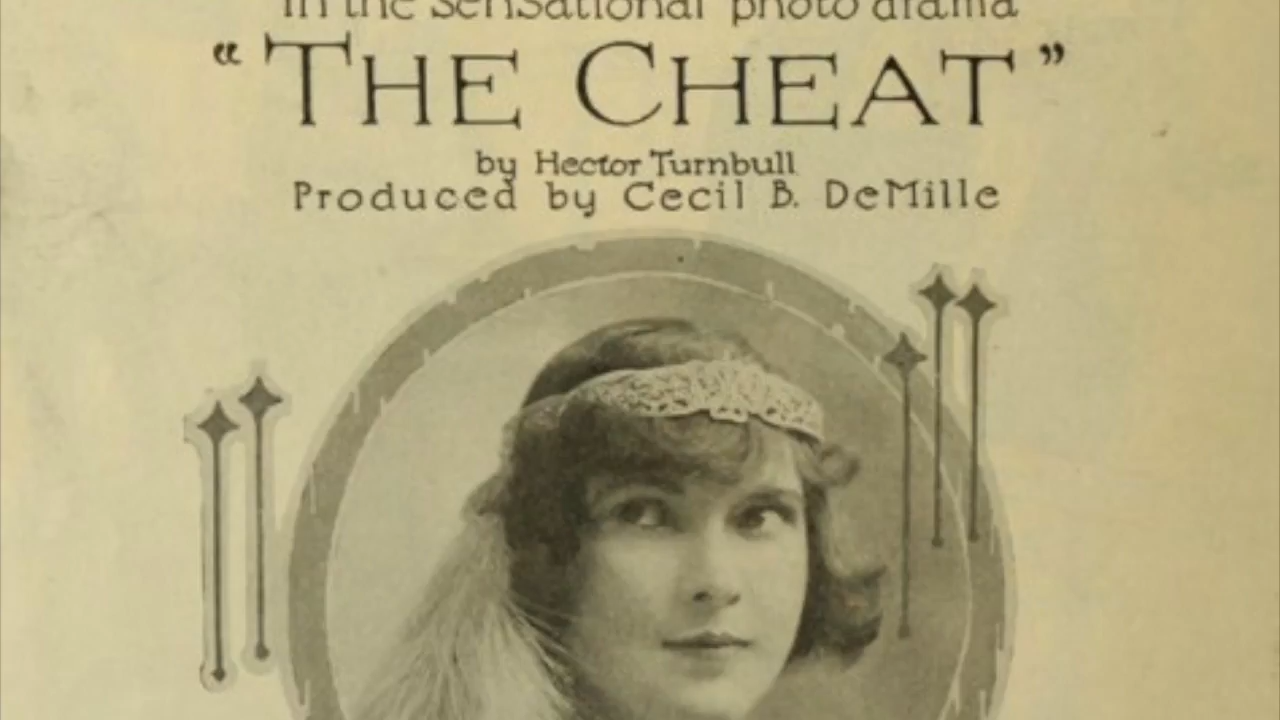 in the sensational photo drama
"THE CHEAT"
by Hector Turnbull
Produced by Cecil B. DeMille